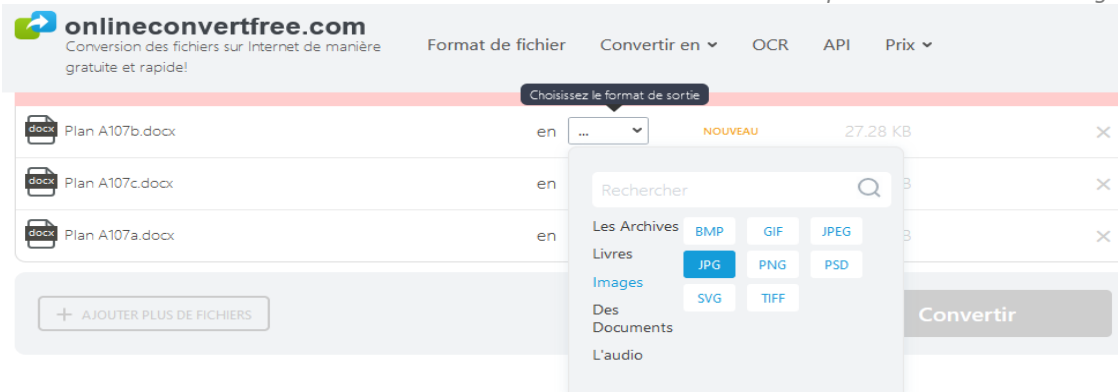 onlineconvertfree.com
Conversion des fichiers sur Internet de manière
gratuite et rapide!
Format de fichier Convertir en OCR API Prix
Choisissez le format de sortie
docx Plan A107b.docx en ... NOUVEAU 27.28 KB
docx Plan A107c.docx en B
docx Plan A107a.docx en B
Rechercher
Les Archives
Livres
Images
Des
Documents
L'audio
BMP GIF JPEG
JPG PNG PSD
SVG TIFF
+ AJOUTER PLUS DE FICHIERS
Convertir